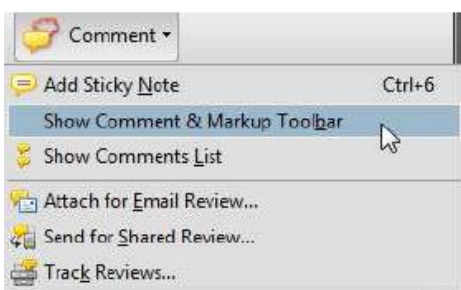 Comment
Add Sticky Note Ctrl+6
Show Comment & Markup Toolbar
Show Comments List
Attach for Email Review...
Send for Shared Review...
Track Reviews...